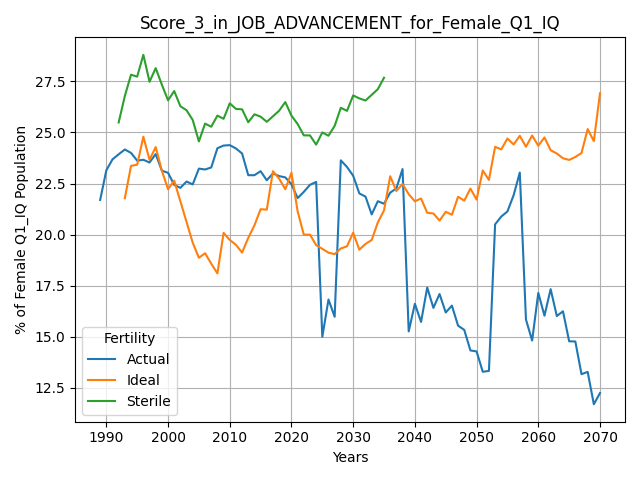 Score_3_in_JOB_ADVANCEMENT_for_Female_Q1_IQ
% of Female Q1_IQ Population
27.5
25.0
22.5
20.0
17.5
15.0
12.5
Fertility
Actual
Ideal
Sterile
1990 2000 2010 2020 2030 2040 2050 2060 2070
Years